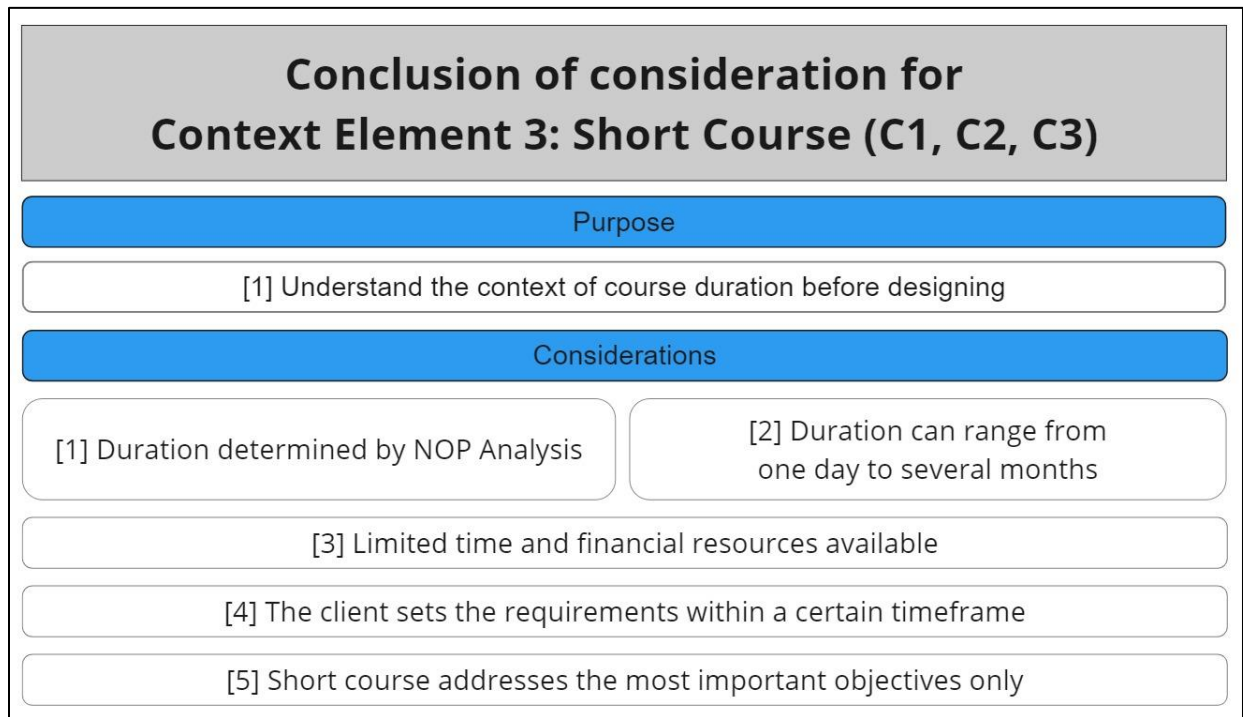 Conclusion of consideration for
Context Element 3: Short Course (C1, C2, C3)
Purpose
[1] Understand the context of course duration before designing
Considerations
[1] Duration determined by NOP Analysis
[2] Duration can range from
one day to several months
[3] Limited time and financial resources available
[4] The client sets the requirements within a certain timeframe
[5] Short course addresses the most important objectives only